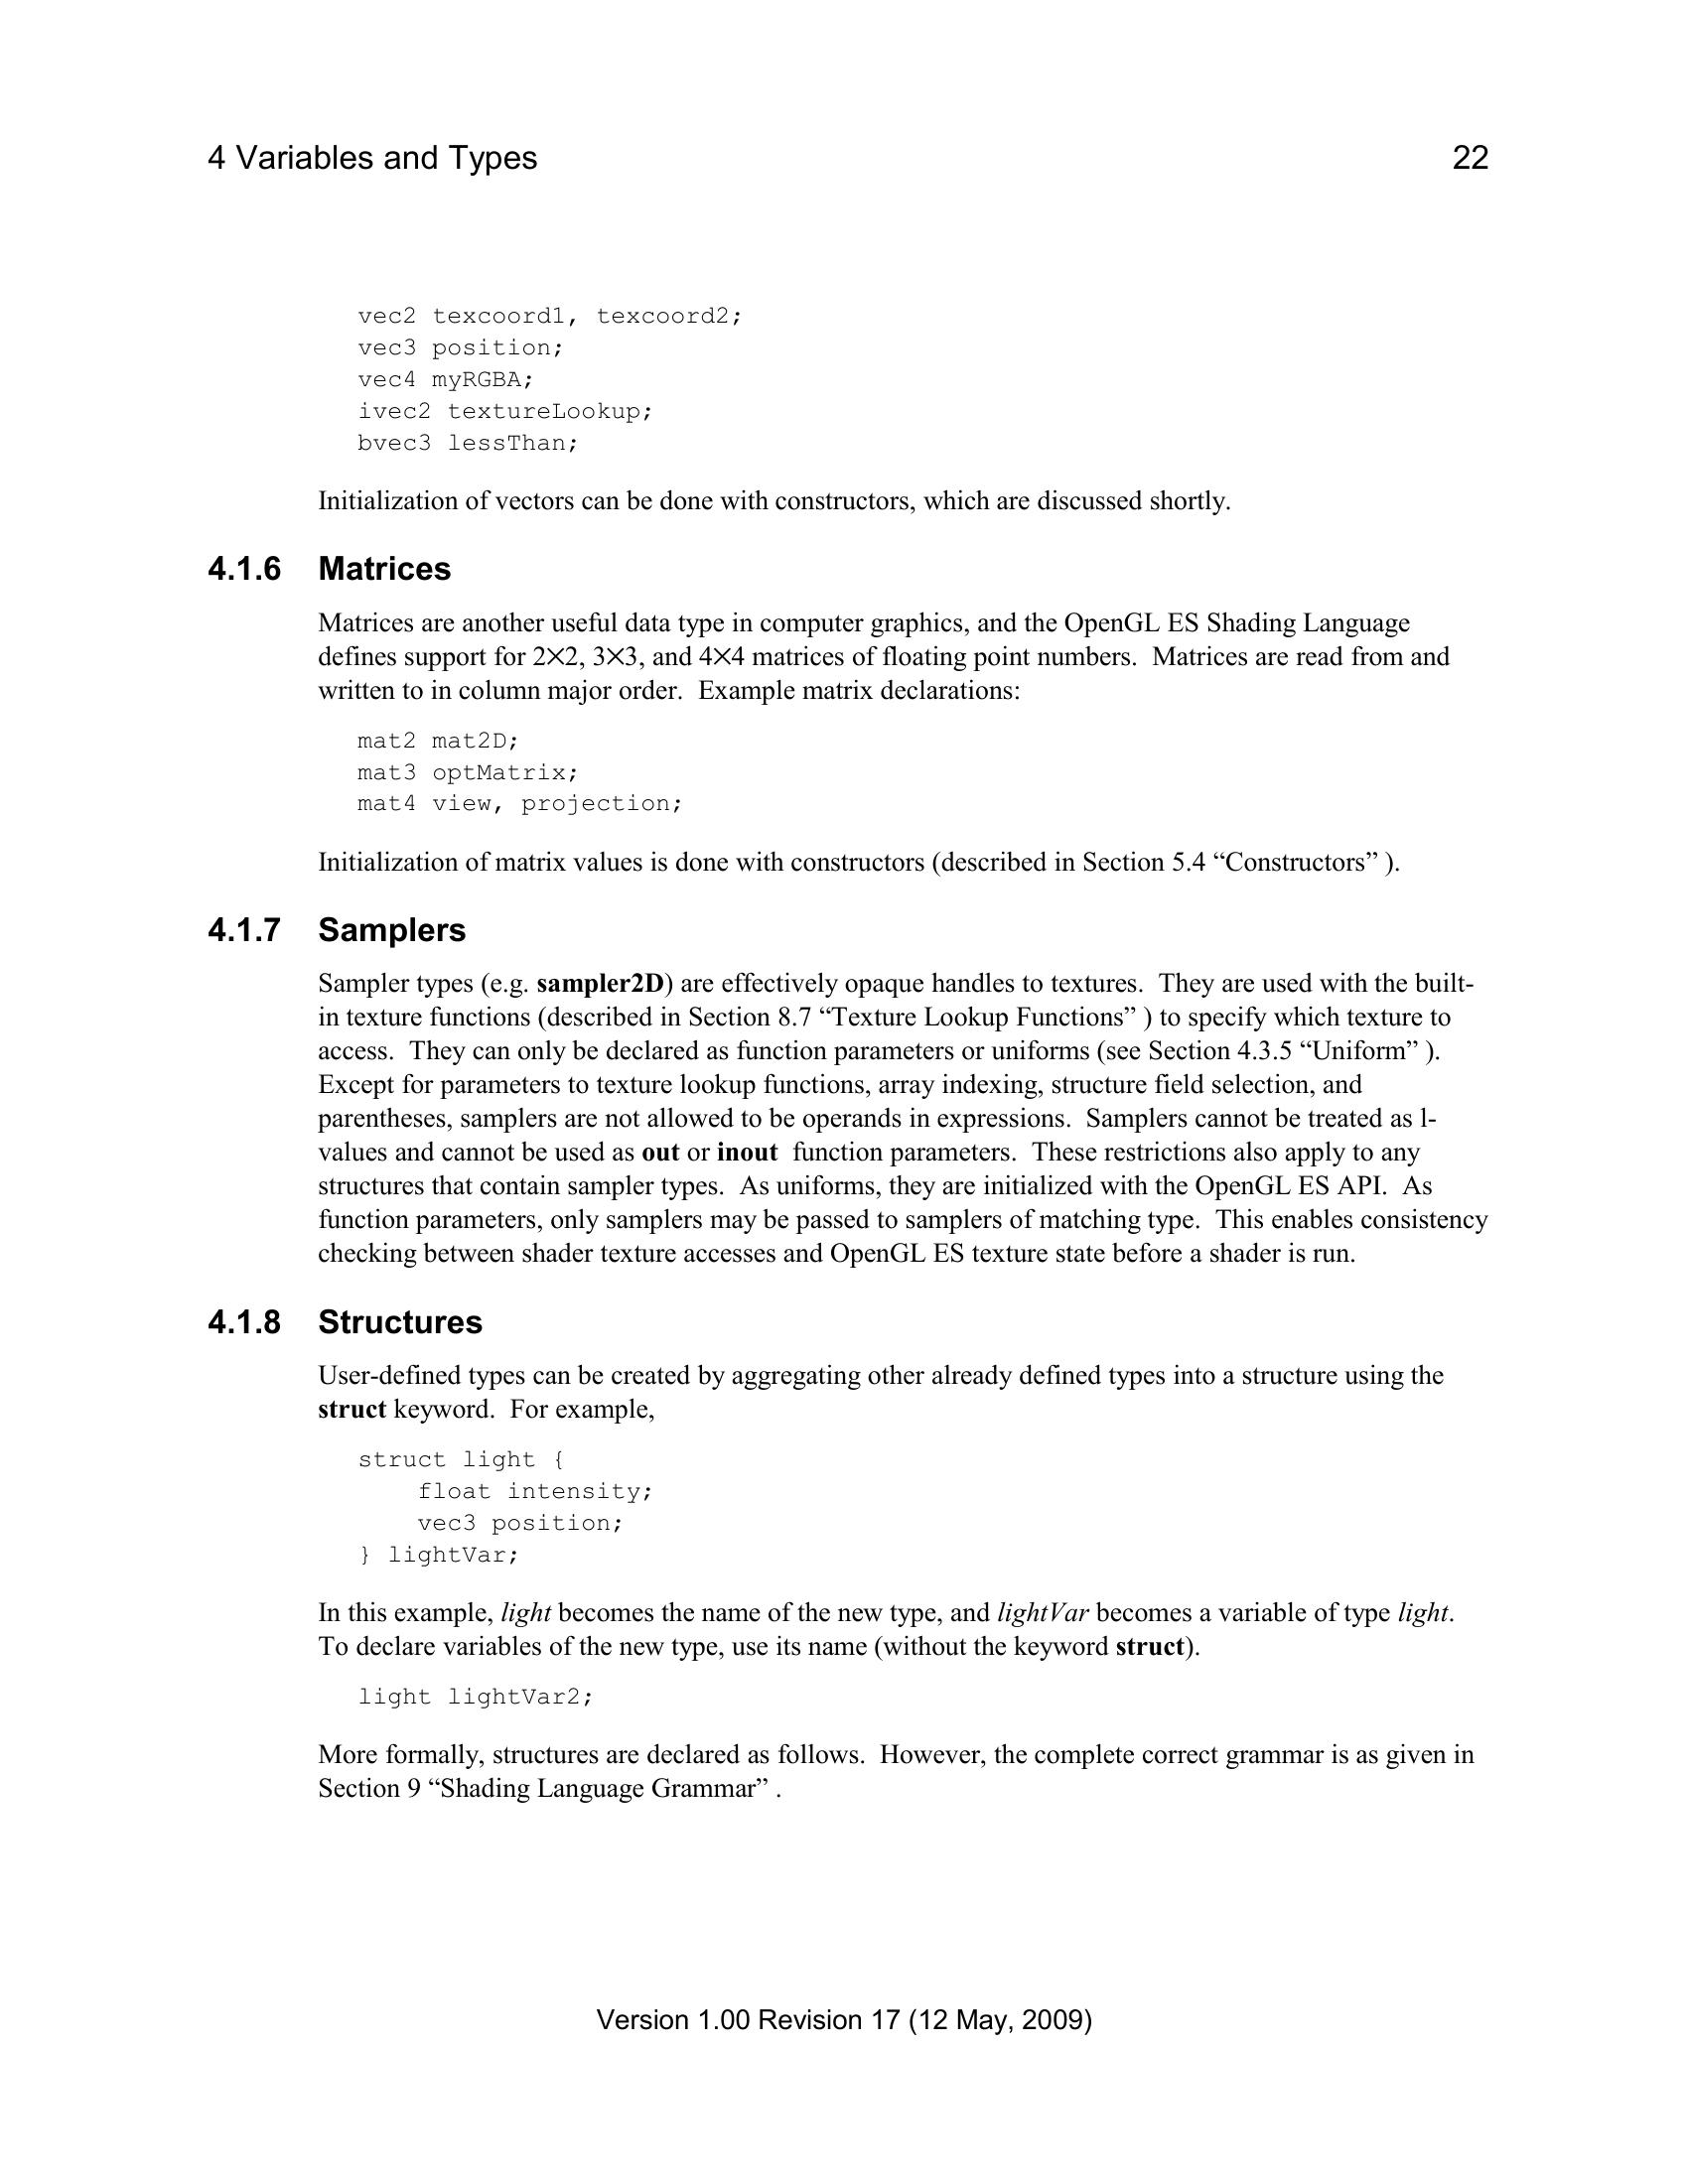 4 Variables and Types 22
vec2 texcoord1, texcoord2;
vec3 position;
vec4 myRGBA;
ivec2 textureLookup;
bvec3 lessThan;
Initialization of vectors can be done with constructors, which are discussed shortly.
4.1.6 Matrices
Matrices are another useful data type in computer graphics, and the OpenGL ES Shading Language
defines support for 2✕2, 3✕3, and 4✕4 matrices of floating point numbers.  Matrices are read from and
written to in column major order.  Example matrix declarations:
mat2 mat2D;
mat3 optMatrix;
mat4 view, projection;
Initialization of matrix values is done with constructors (described in Section 5.4 “Constructors” ).
4.1.7 Samplers
Sampler types (e.g. sampler2D) are effectively opaque handles to textures.  They are used with the built-
in texture functions (described in Section 8.7 “Texture Lookup Functions” ) to specify which texture to
access.  They can only be declared as function parameters or uniforms (see Section 4.3.5 “Uniform” ).
Except for parameters to texture lookup functions, array indexing, structure field selection, and
parentheses, samplers are not allowed to be operands in expressions.  Samplers cannot be treated as l-
values and cannot be used as out or inout  function parameters.  These restrictions also apply to any
structures that contain sampler types.  As uniforms, they are initialized with the OpenGL ES API.  As
function parameters, only samplers may be passed to samplers of matching type.  This enables consistency
checking between shader texture accesses and OpenGL ES texture state before a shader is run.
4.1.8 Structures
User-defined types can be created by aggregating other already defined types into a structure using the
struct keyword.  For example,
struct light {
    float intensity;
    vec3 position;
} lightVar;
In this example, light becomes the name of the new type, and lightVar becomes a variable of type light.
To declare variables of the new type, use its name (without the keyword struct).
light lightVar2;
More formally, structures are declared as follows.  However, the complete correct grammar is as given in
Section 9 “Shading Language Grammar” .
Version 1.00 Revision 17 (12 May, 2009)